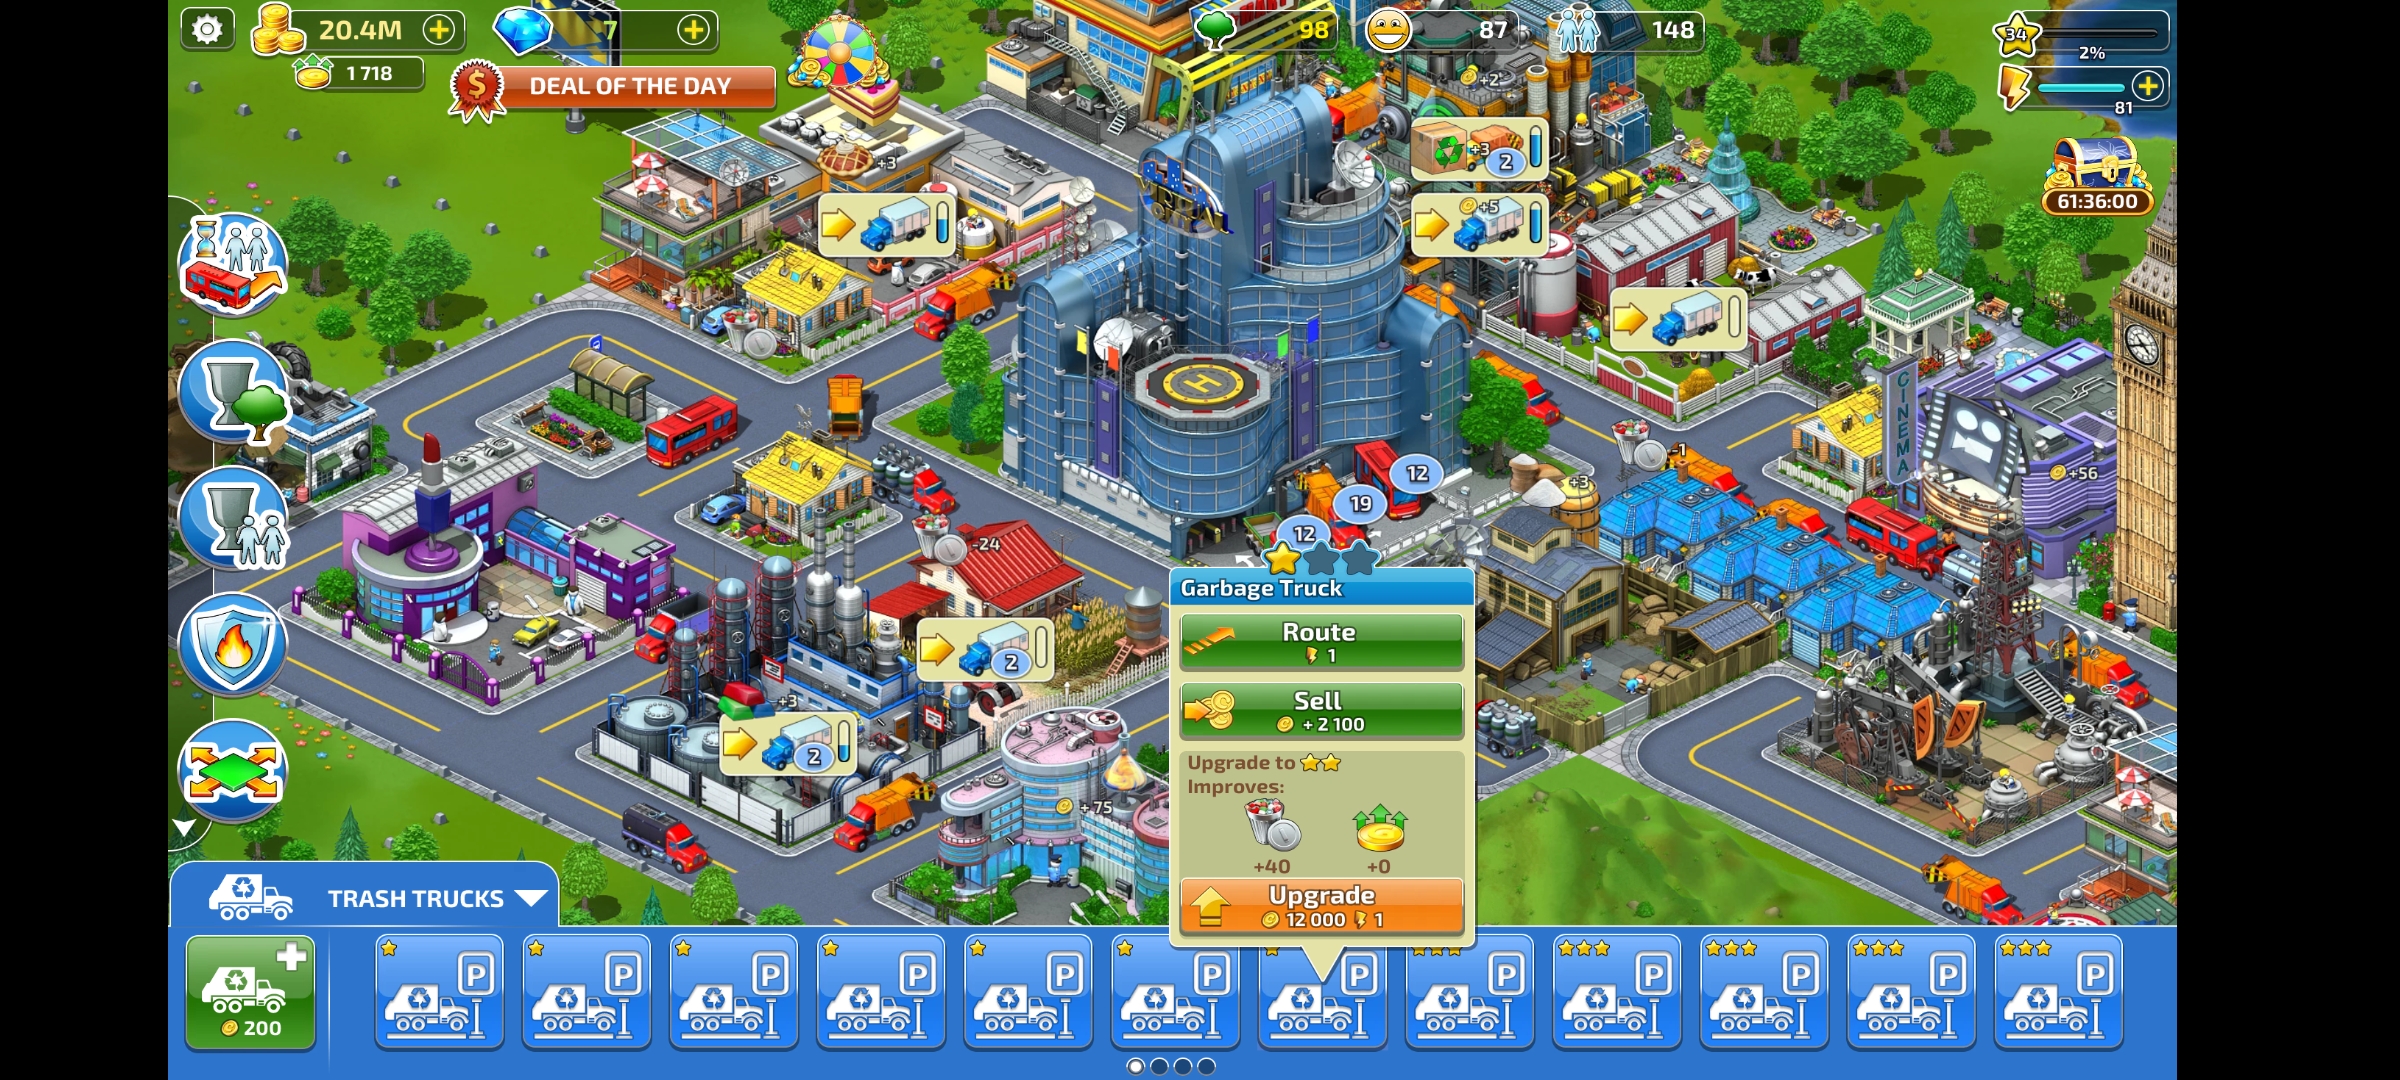 20.4M
7
98
87
148
34
2%
1 718
DEAL OF THE DAY
81
61:36:00
+2
+3
2
+3
+5
-1
CINEMA
+56
12
+3
19
-24
12
Garbage Truck
Route
1
2
Sell
+ 2 100
+3
2
Upgrade to
Improves:
+75
+40
+0
TRASH TRUCKS
Upgrade
12 000 1
P
P
P
P
P
P
P
P
P
P
P
P
200